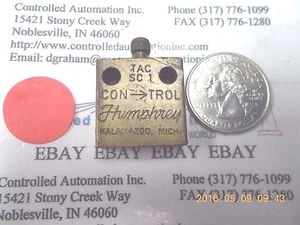 Controlled Automation Inc. Phone (317) 776-1099
15421 Stony Creek Way FAX (317) 776-1280
Noblesville, IN 46060
www.controlledautomationinc.com
Email: dgraham@
TAC
SC 1
CON→TROL
Humphrey
KALAMAZOO, MICH.
WORLD
EBAY EBAY EBAY EBAY
Controlled Automation Inc. Phone (317) 776-1099
15421 Stony Creek Way FAX (317) 776-1280
Noblesville, IN 46060
2016.05.09 09:43